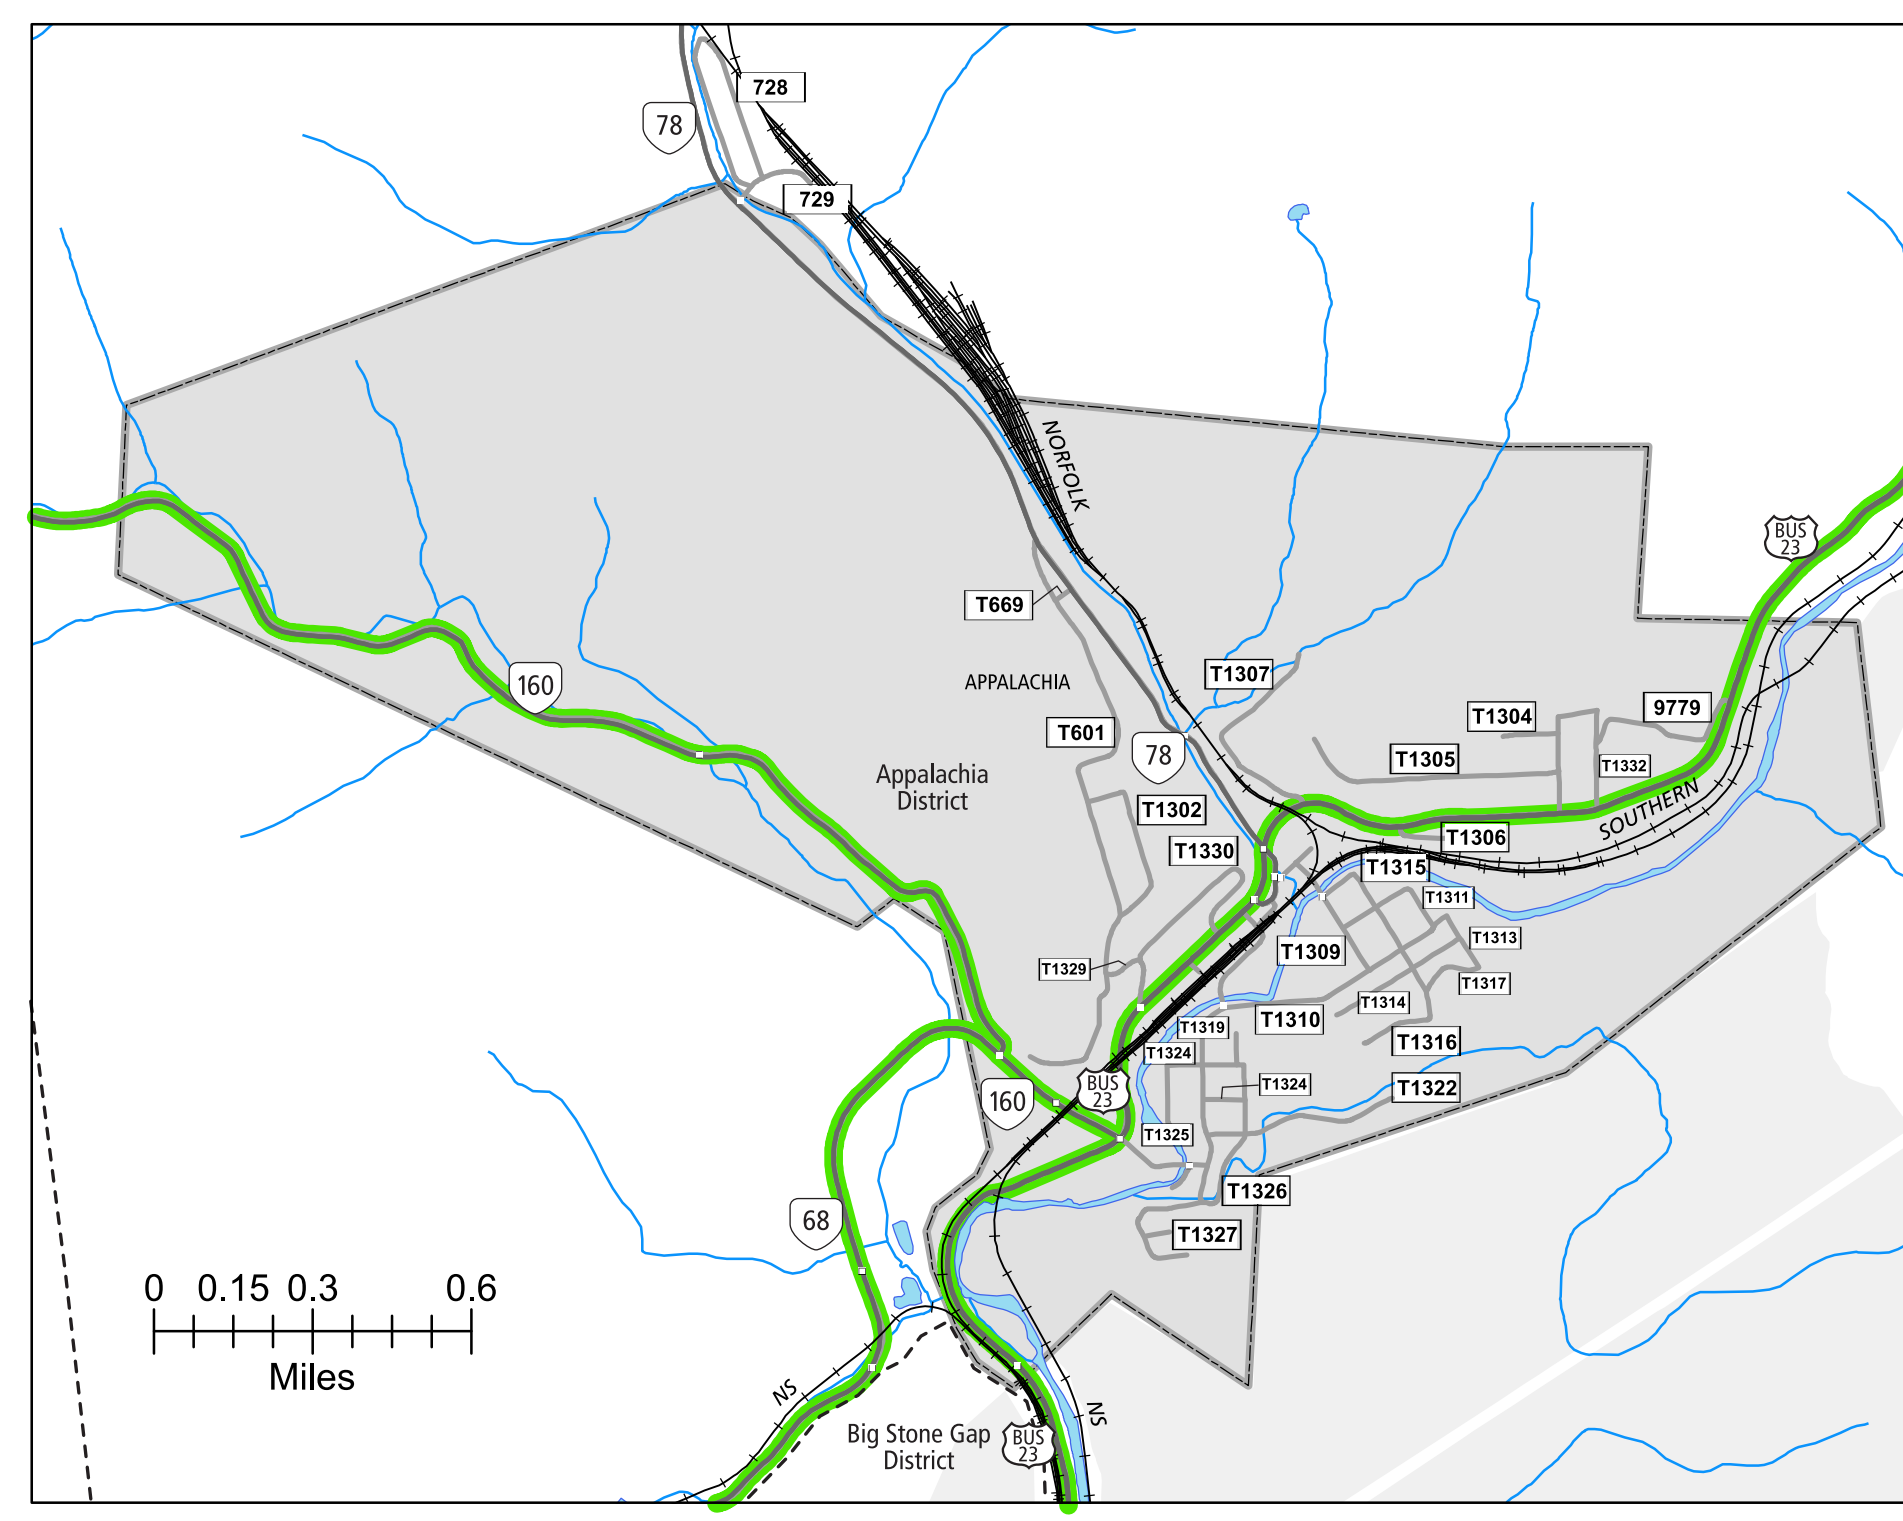 728
78
729
NORFOLK
BUS
23
T669
T1307
160
APPALACHIA
T1304
9779
T601
78
T1305
T1332
Appalachia
District
T1302
SOUTHERN
T1306
T1330
T1315
T1311
T1313
T1309
T1329
T1317
T1314
T1310
T1319
T1316
T1324
BUS
23
T1324
T1322
160
T1325
T1326
68
T1327
0 0.15 0.3 0.6
Miles
NS
NS
Big Stone Gap
District
BUS
23